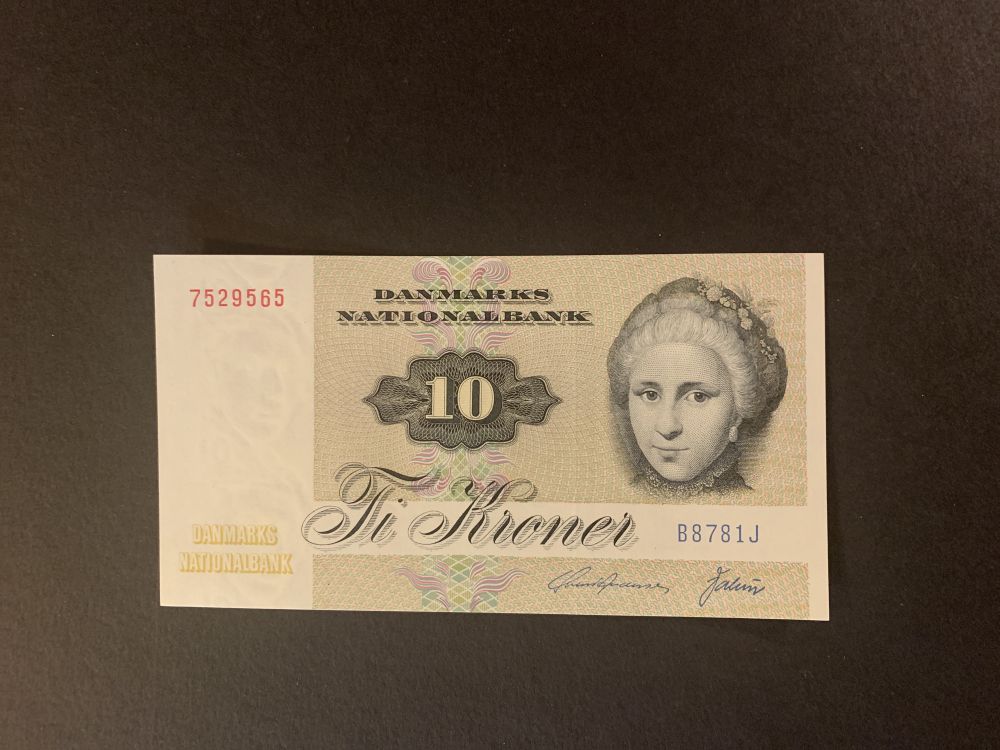 7529565
DANMARKS
NATIONALBANK
10
Ti Kroner
B8781J
DANMARKS
NATIONALBANK